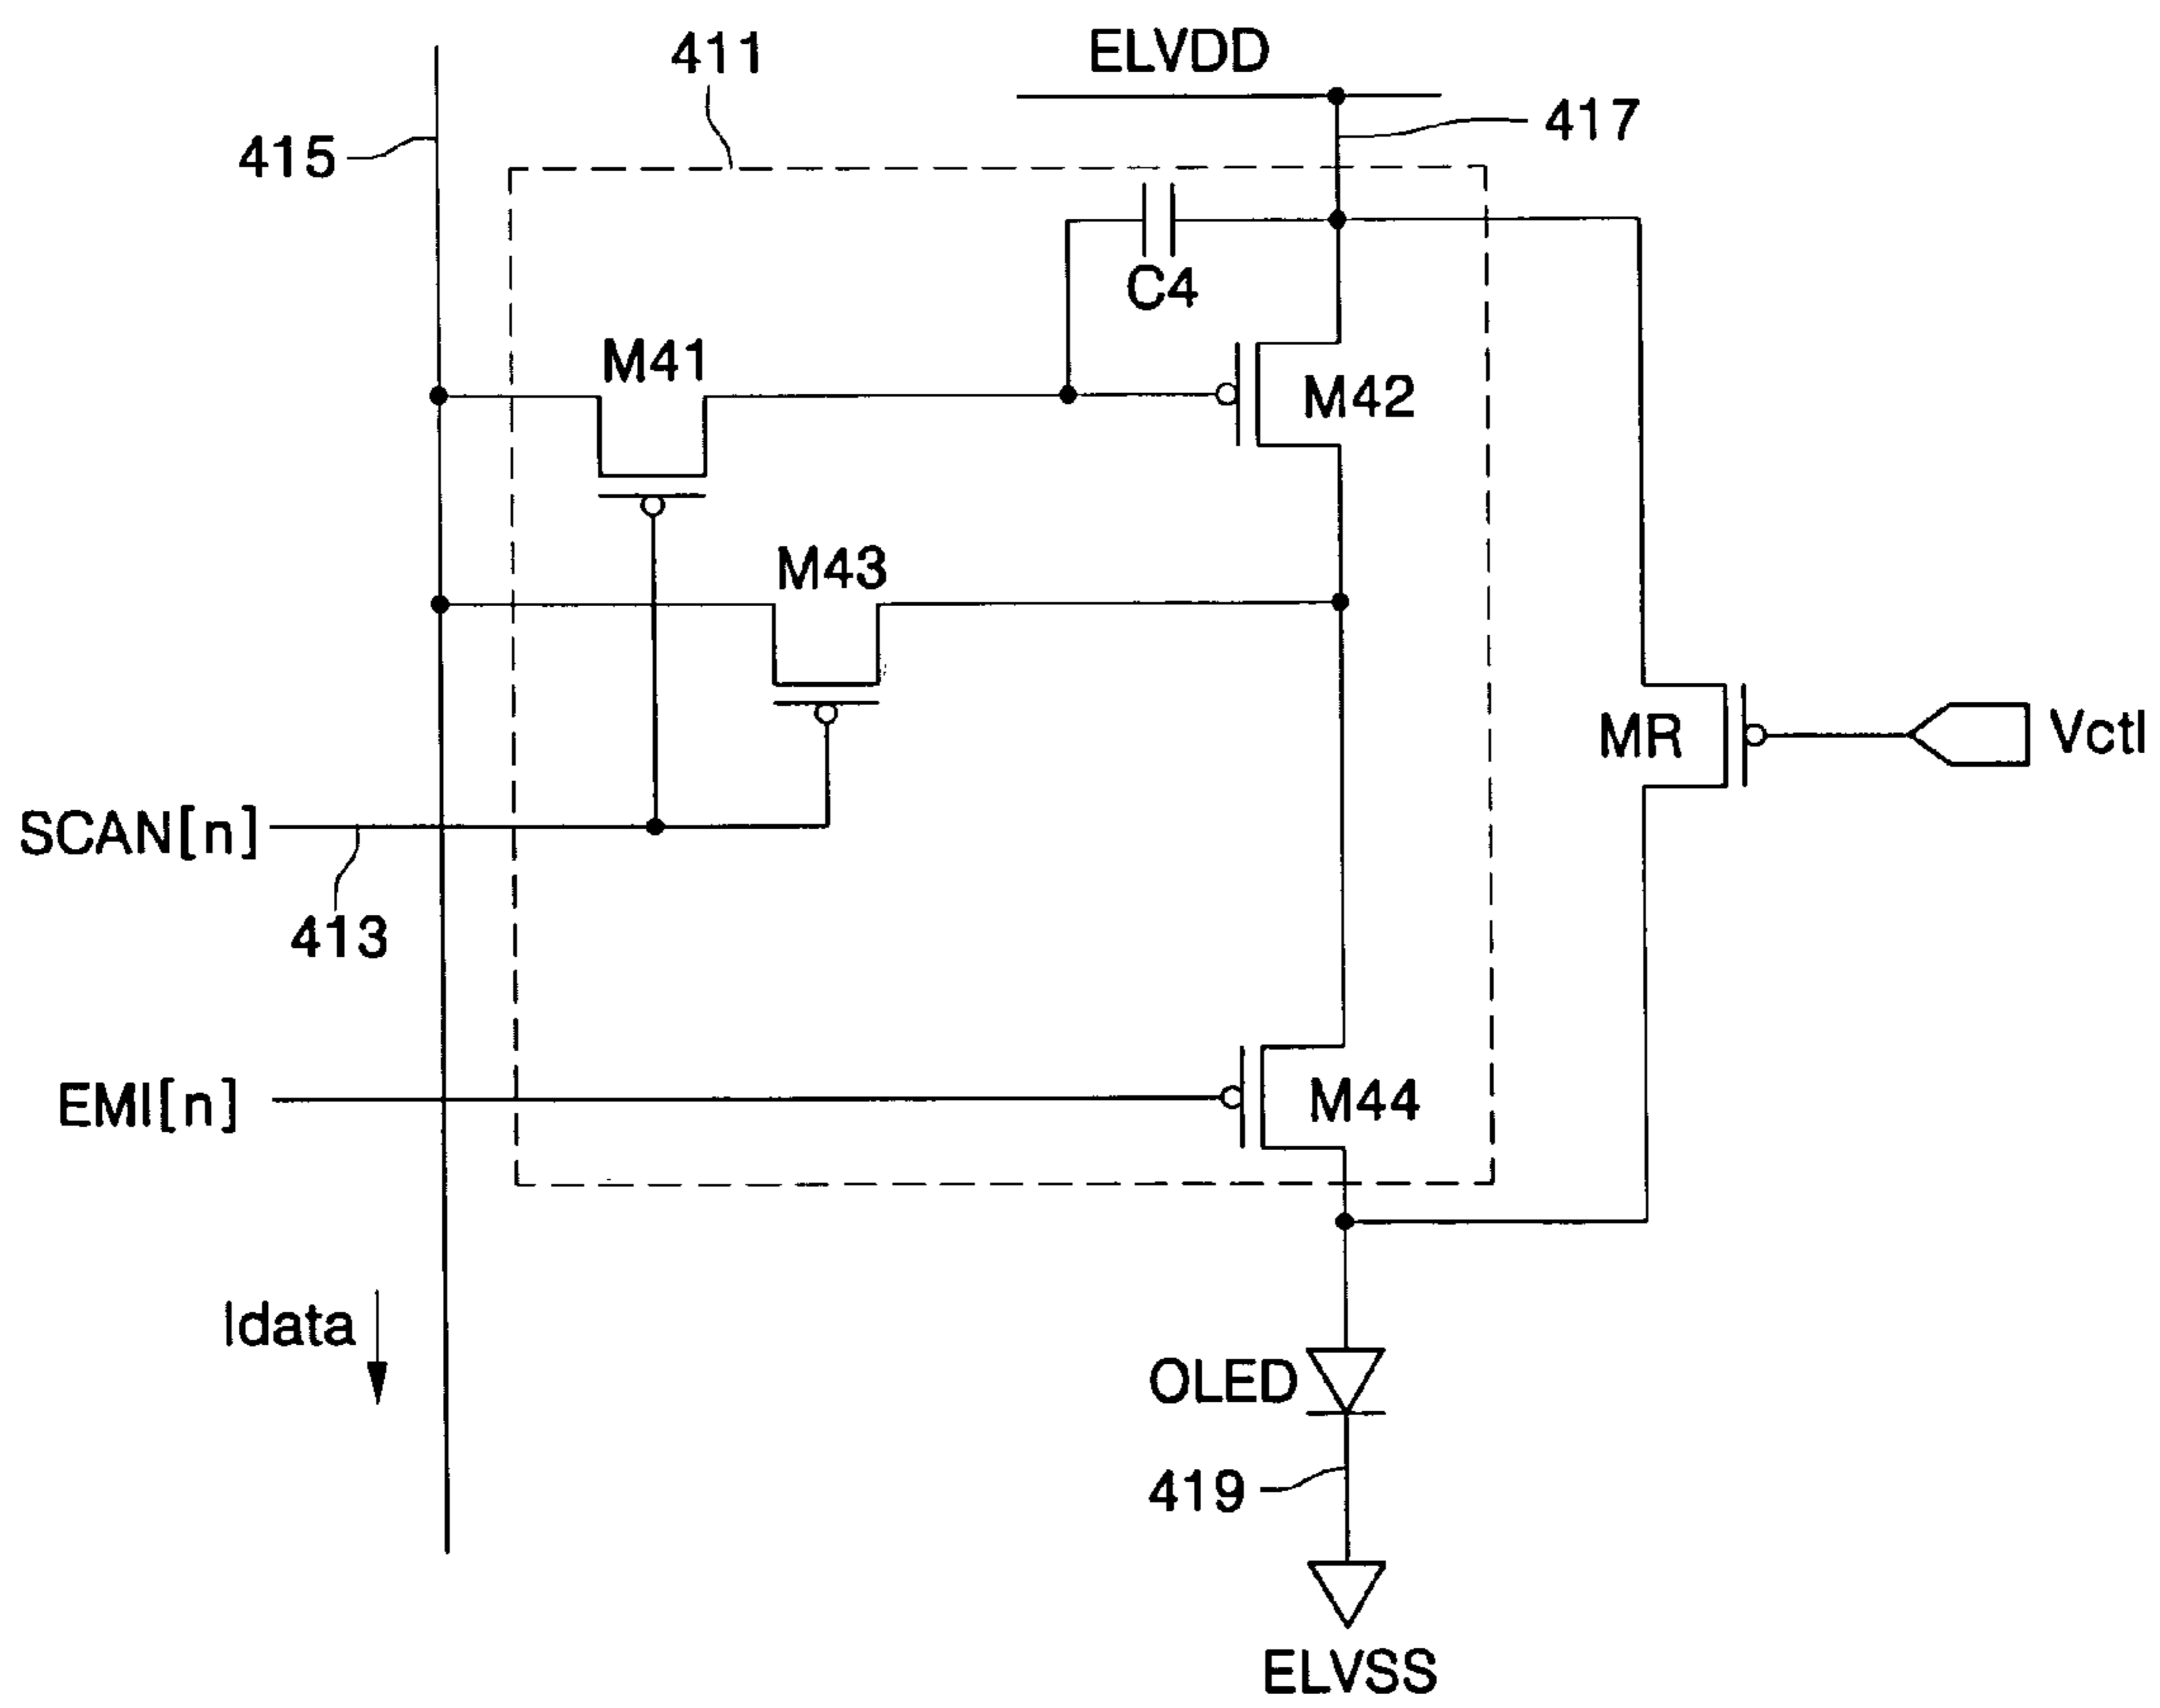 ELVDD
411
417
415
C4
M41
M42
M43
MR
Vctl
SCAN[n]
413
EMI[n]
M44
Idata
OLED
419
ELVSS